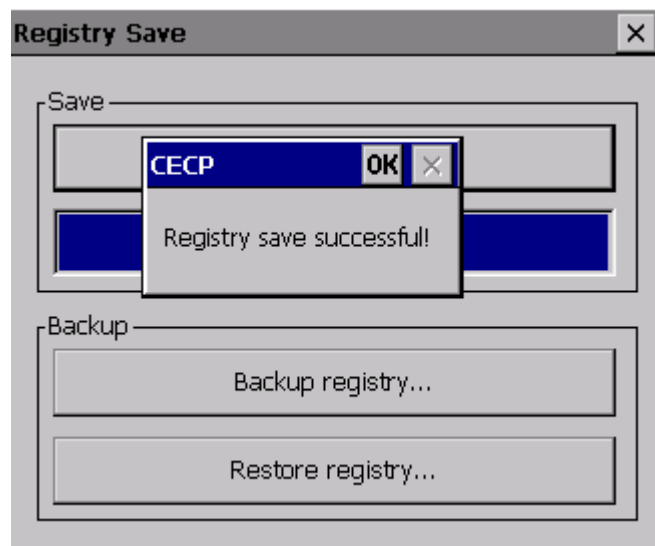 Registry Save
Save
CECP OK
Registry save successful!
Backup
Backup registry...
Restore registry...